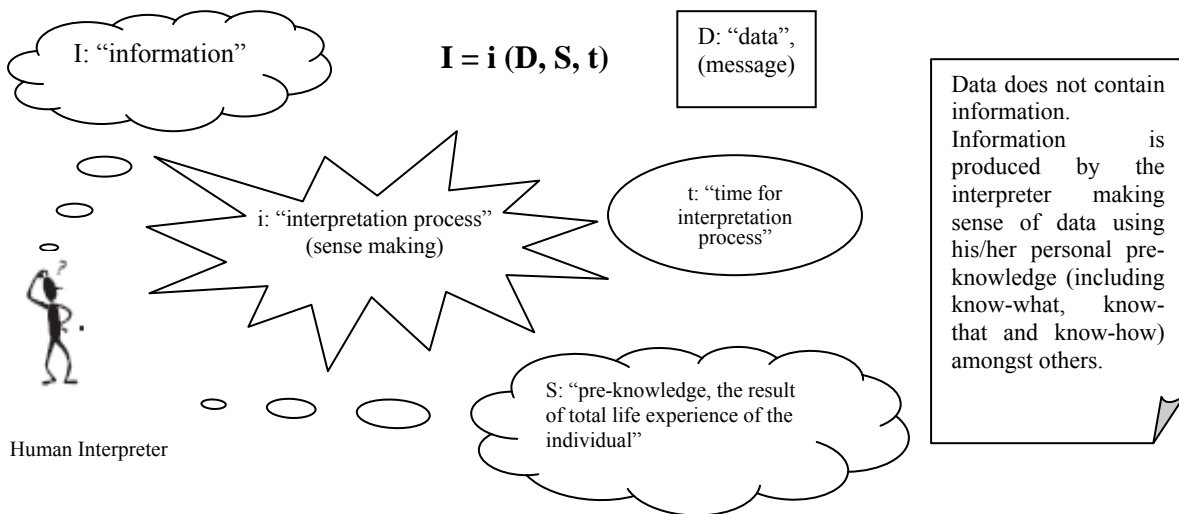 I: “information”
I = i (D, S, t)
D: “data”,
(message)
Data does not contain
information.
Information is
produced by the
interpreter making
sense of data using
his/her personal pre-
knowledge (including
know-what, know-
that and know-how)
amongst others.
i: “interpretation process”
(sense making)
t: “time for
interpretation
process”
?
S: “pre-knowledge, the result
of total life experience of the
individual”
Human Interpreter